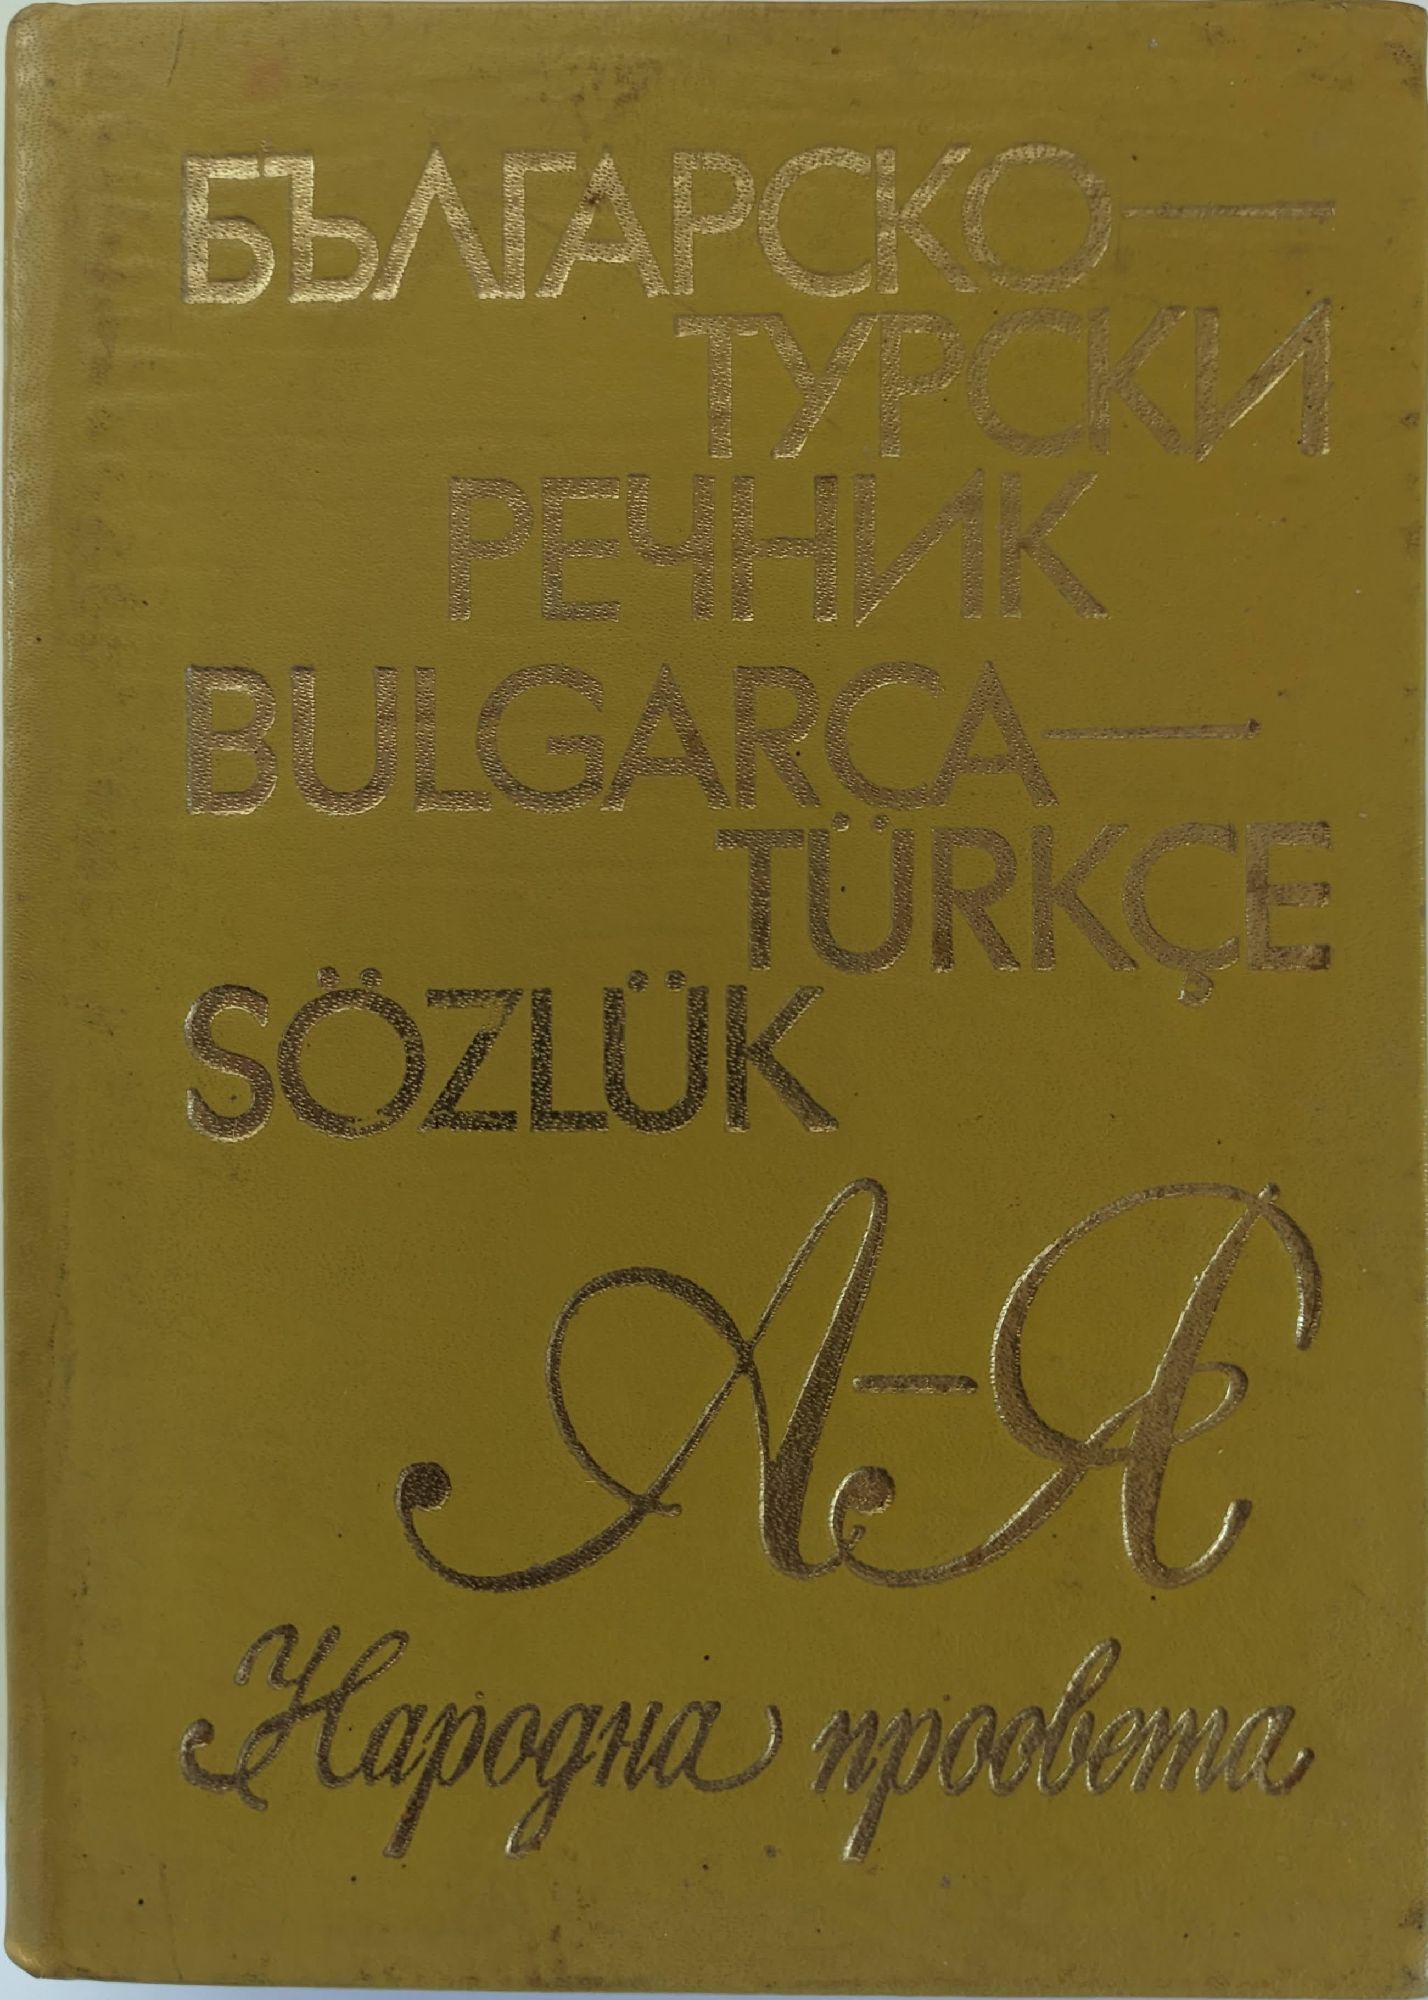 БЪЛГАРСКО—
ТУРСКИ
РЕЧНИК
BULGARCA—
TÜRKÇE
SÖZLÜK
А–Я
Народна просвета